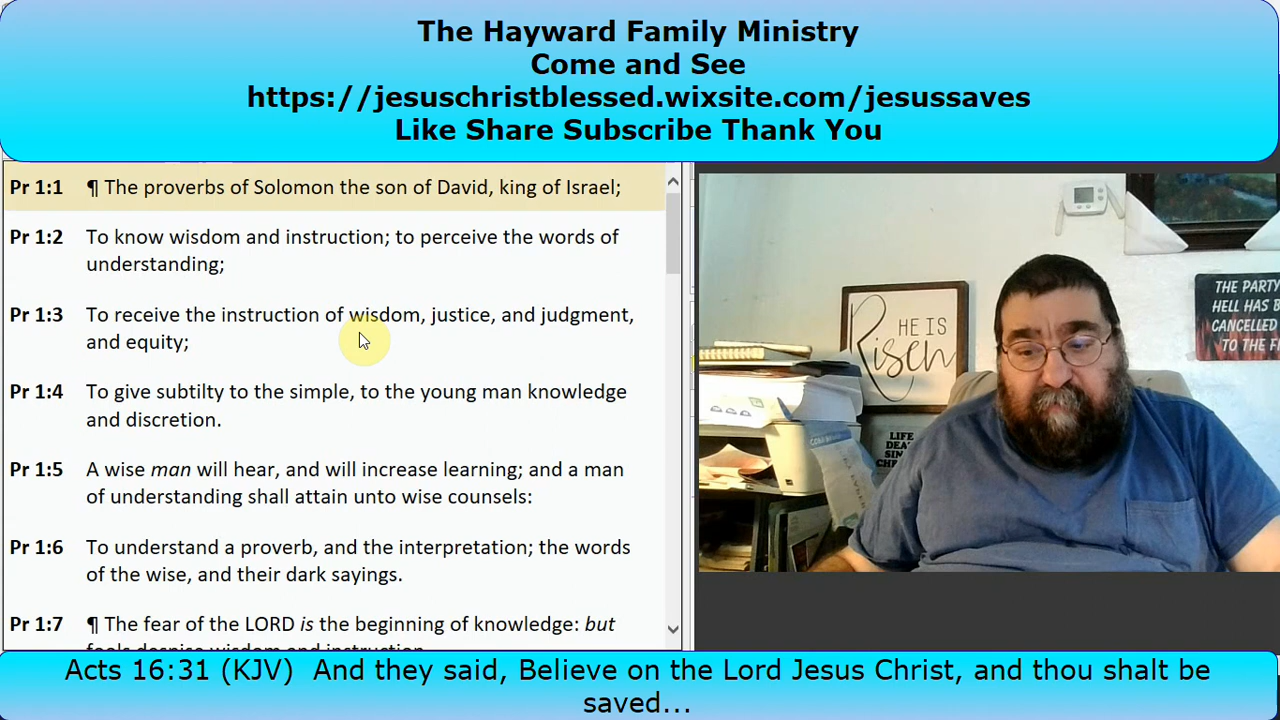 The Hayward Family Ministry
Come and See
https://jesuschristblessed.wixsite.com/jesussaves
Like Share Subscribe Thank You
Pr 1:1 ¶ The proverbs of Solomon the son of David, king of Israel;
Pr 1:2 To know wisdom and instruction; to perceive the words of
understanding;
Pr 1:3 To receive the instruction of wisdom, justice, and judgment,
and equity;
Pr 1:4 To give subtilty to the simple, to the young man knowledge
and discretion.
Pr 1:5 A wise man will hear, and will increase learning; and a man
of understanding shall attain unto wise counsels:
Pr 1:6 To understand a proverb, and the interpretation; the words
of the wise, and their dark sayings.
Pr 1:7 ¶ The fear of the LORD is the beginning of knowledge: but
fools despise wisdom and instruction.
HE IS
Risen
THE PARTY
HELL HAS B
CANCELLED
TO THE FI
LIFE
Acts 16:31 (KJV) And they said, Believe on the Lord Jesus Christ, and thou shalt be
saved...